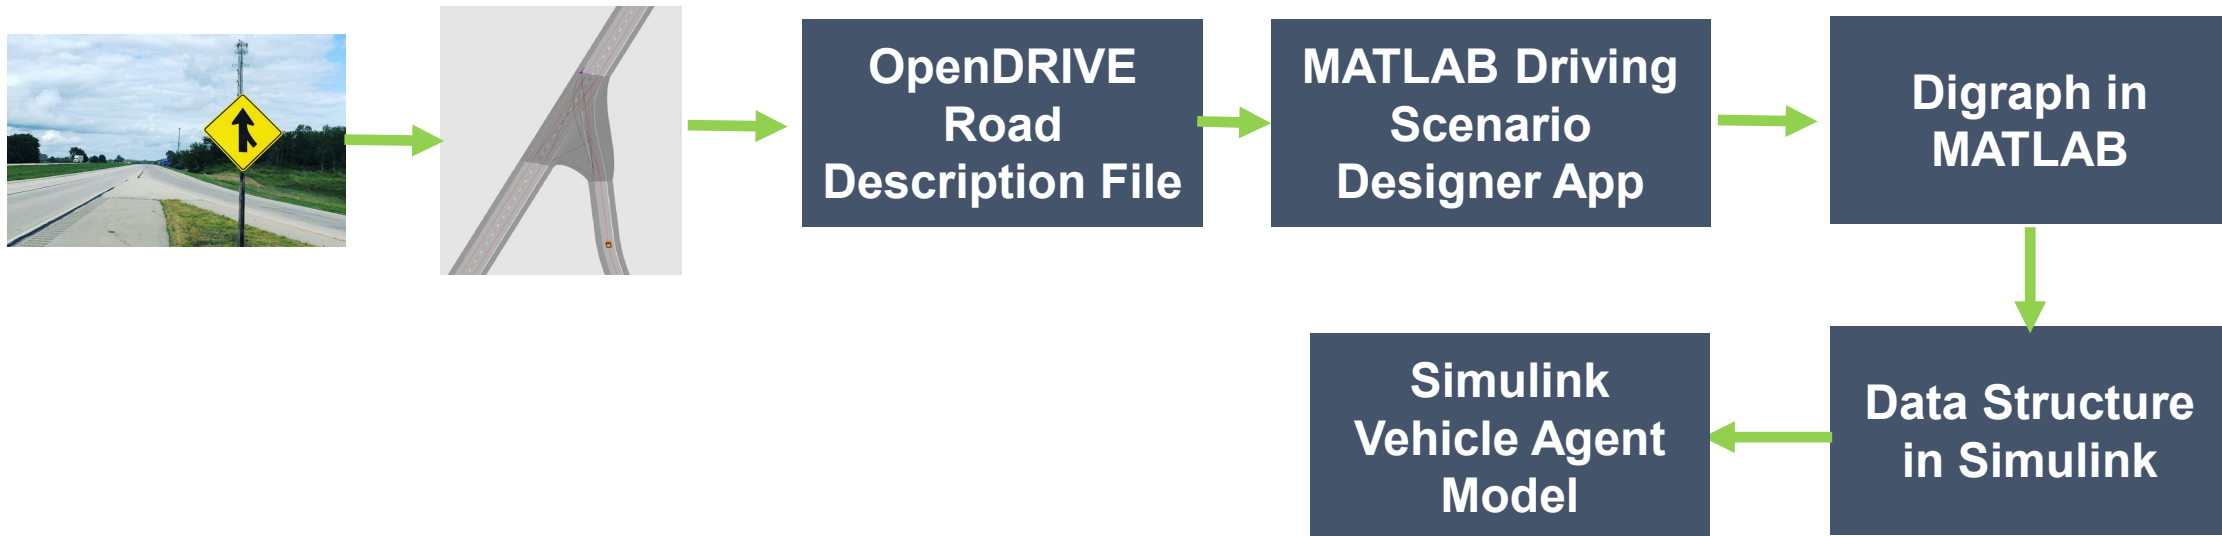 OpenDRIVE
Road
Description File
MATLAB Driving
Scenario
Designer App
Digraph in
MATLAB
Simulink
Vehicle Agent
Model
Data Structure
in Simulink